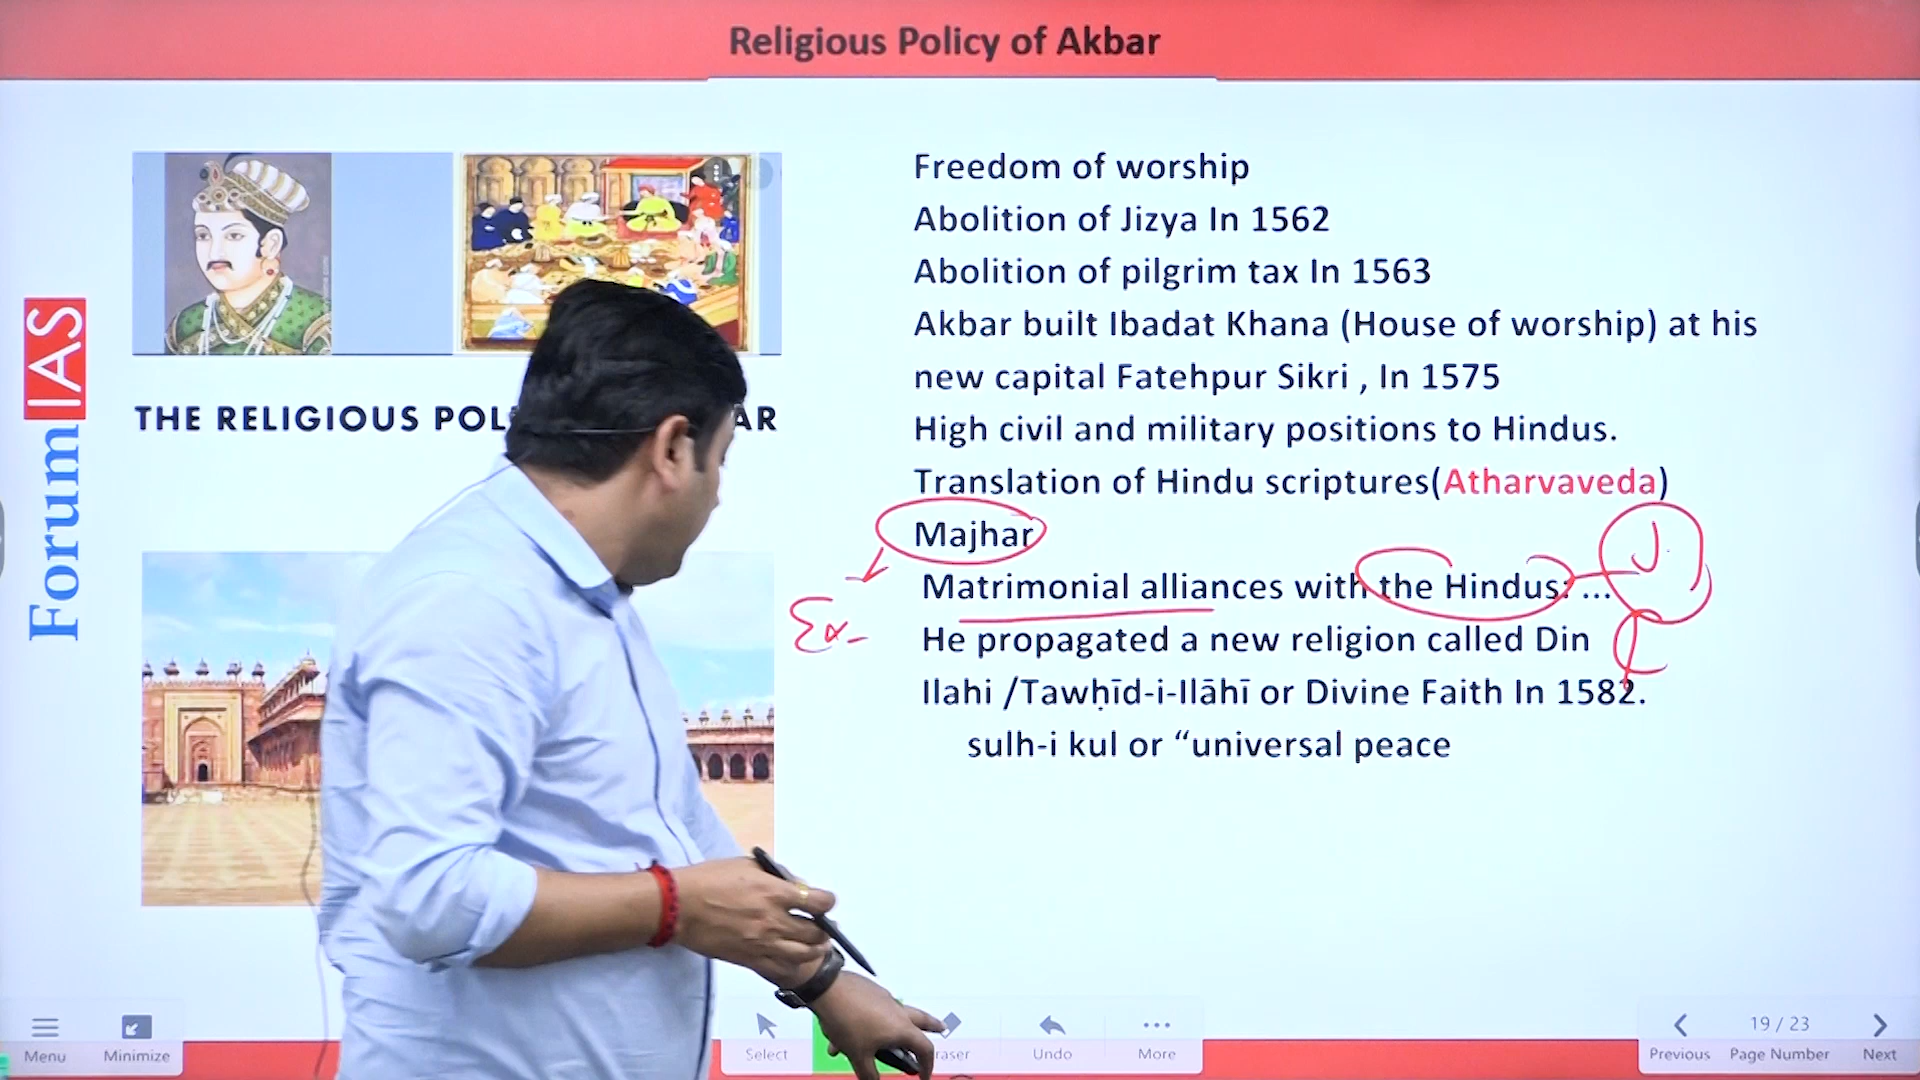 Religious Policy of Akbar
Forum IAS
THE RELIGIOUS POL AR
Freedom of worship
Abolition of Jizya In 1562
Abolition of pilgrim tax In 1563
Akbar built Ibadat Khana (House of worship) at his
new capital Fatehpur Sikri , In 1575
High civil and military positions to Hindus.
Translation of Hindu scriptures(Atharvaveda)
Majhar
Matrimonial alliances with the Hindus: ...
He propagated a new religion called Din
Ilahi /Tawḥīd-i-Ilāhī or Divine Faith In 1582.
sulh-i kul or “universal peace
Menu
Minimize
Select
Undo
More
19 / 23
Previous
Page Number
Next